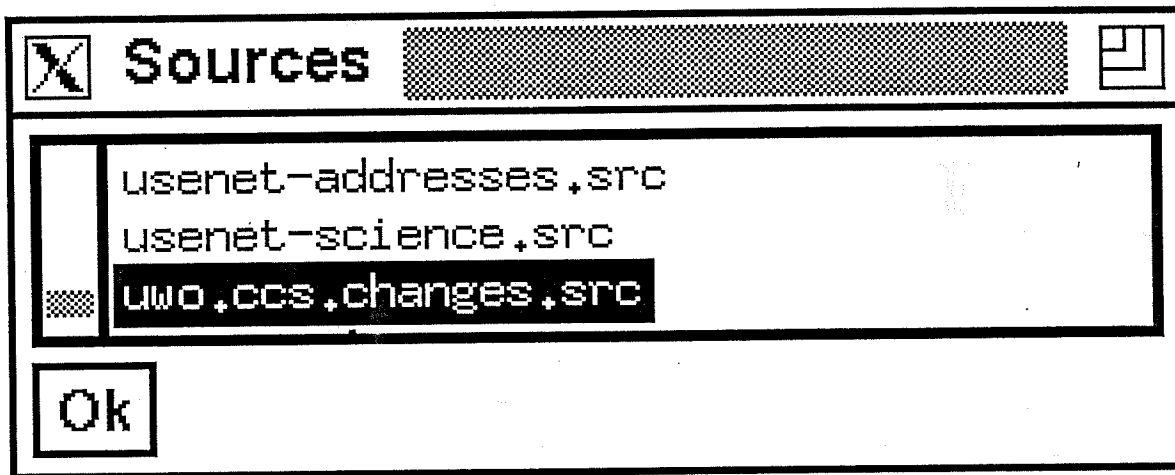 Sources
usenet-addresses.src
usenet-science.src
uwo.ccs.changes.src
Ok